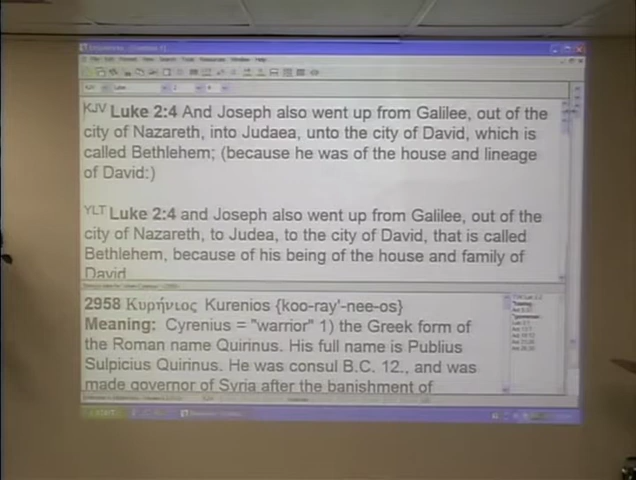 KJV Luke 2:4 And Joseph also went up from Galilee, out of the
city of Nazareth, into Judaea, unto the city of David, which is
called Bethlehem; (because he was of the house and lineage
of David:)
YLT Luke 2:4 and Joseph also went up from Galilee, out of the
city of Nazareth, to Judea, to the city of David, that is called
Bethlehem, because of his being of the house and family of
David
2958 Κυρήνιος Kurenios {koo-ray'-nee-os}
Meaning: Cyrenius = "warrior" 1) the Greek form of
the Roman name Quirinus. His full name is Publius
Sulpicius Quirinus. He was consul B.C. 12., and was
made governor of Syria after the banishment of